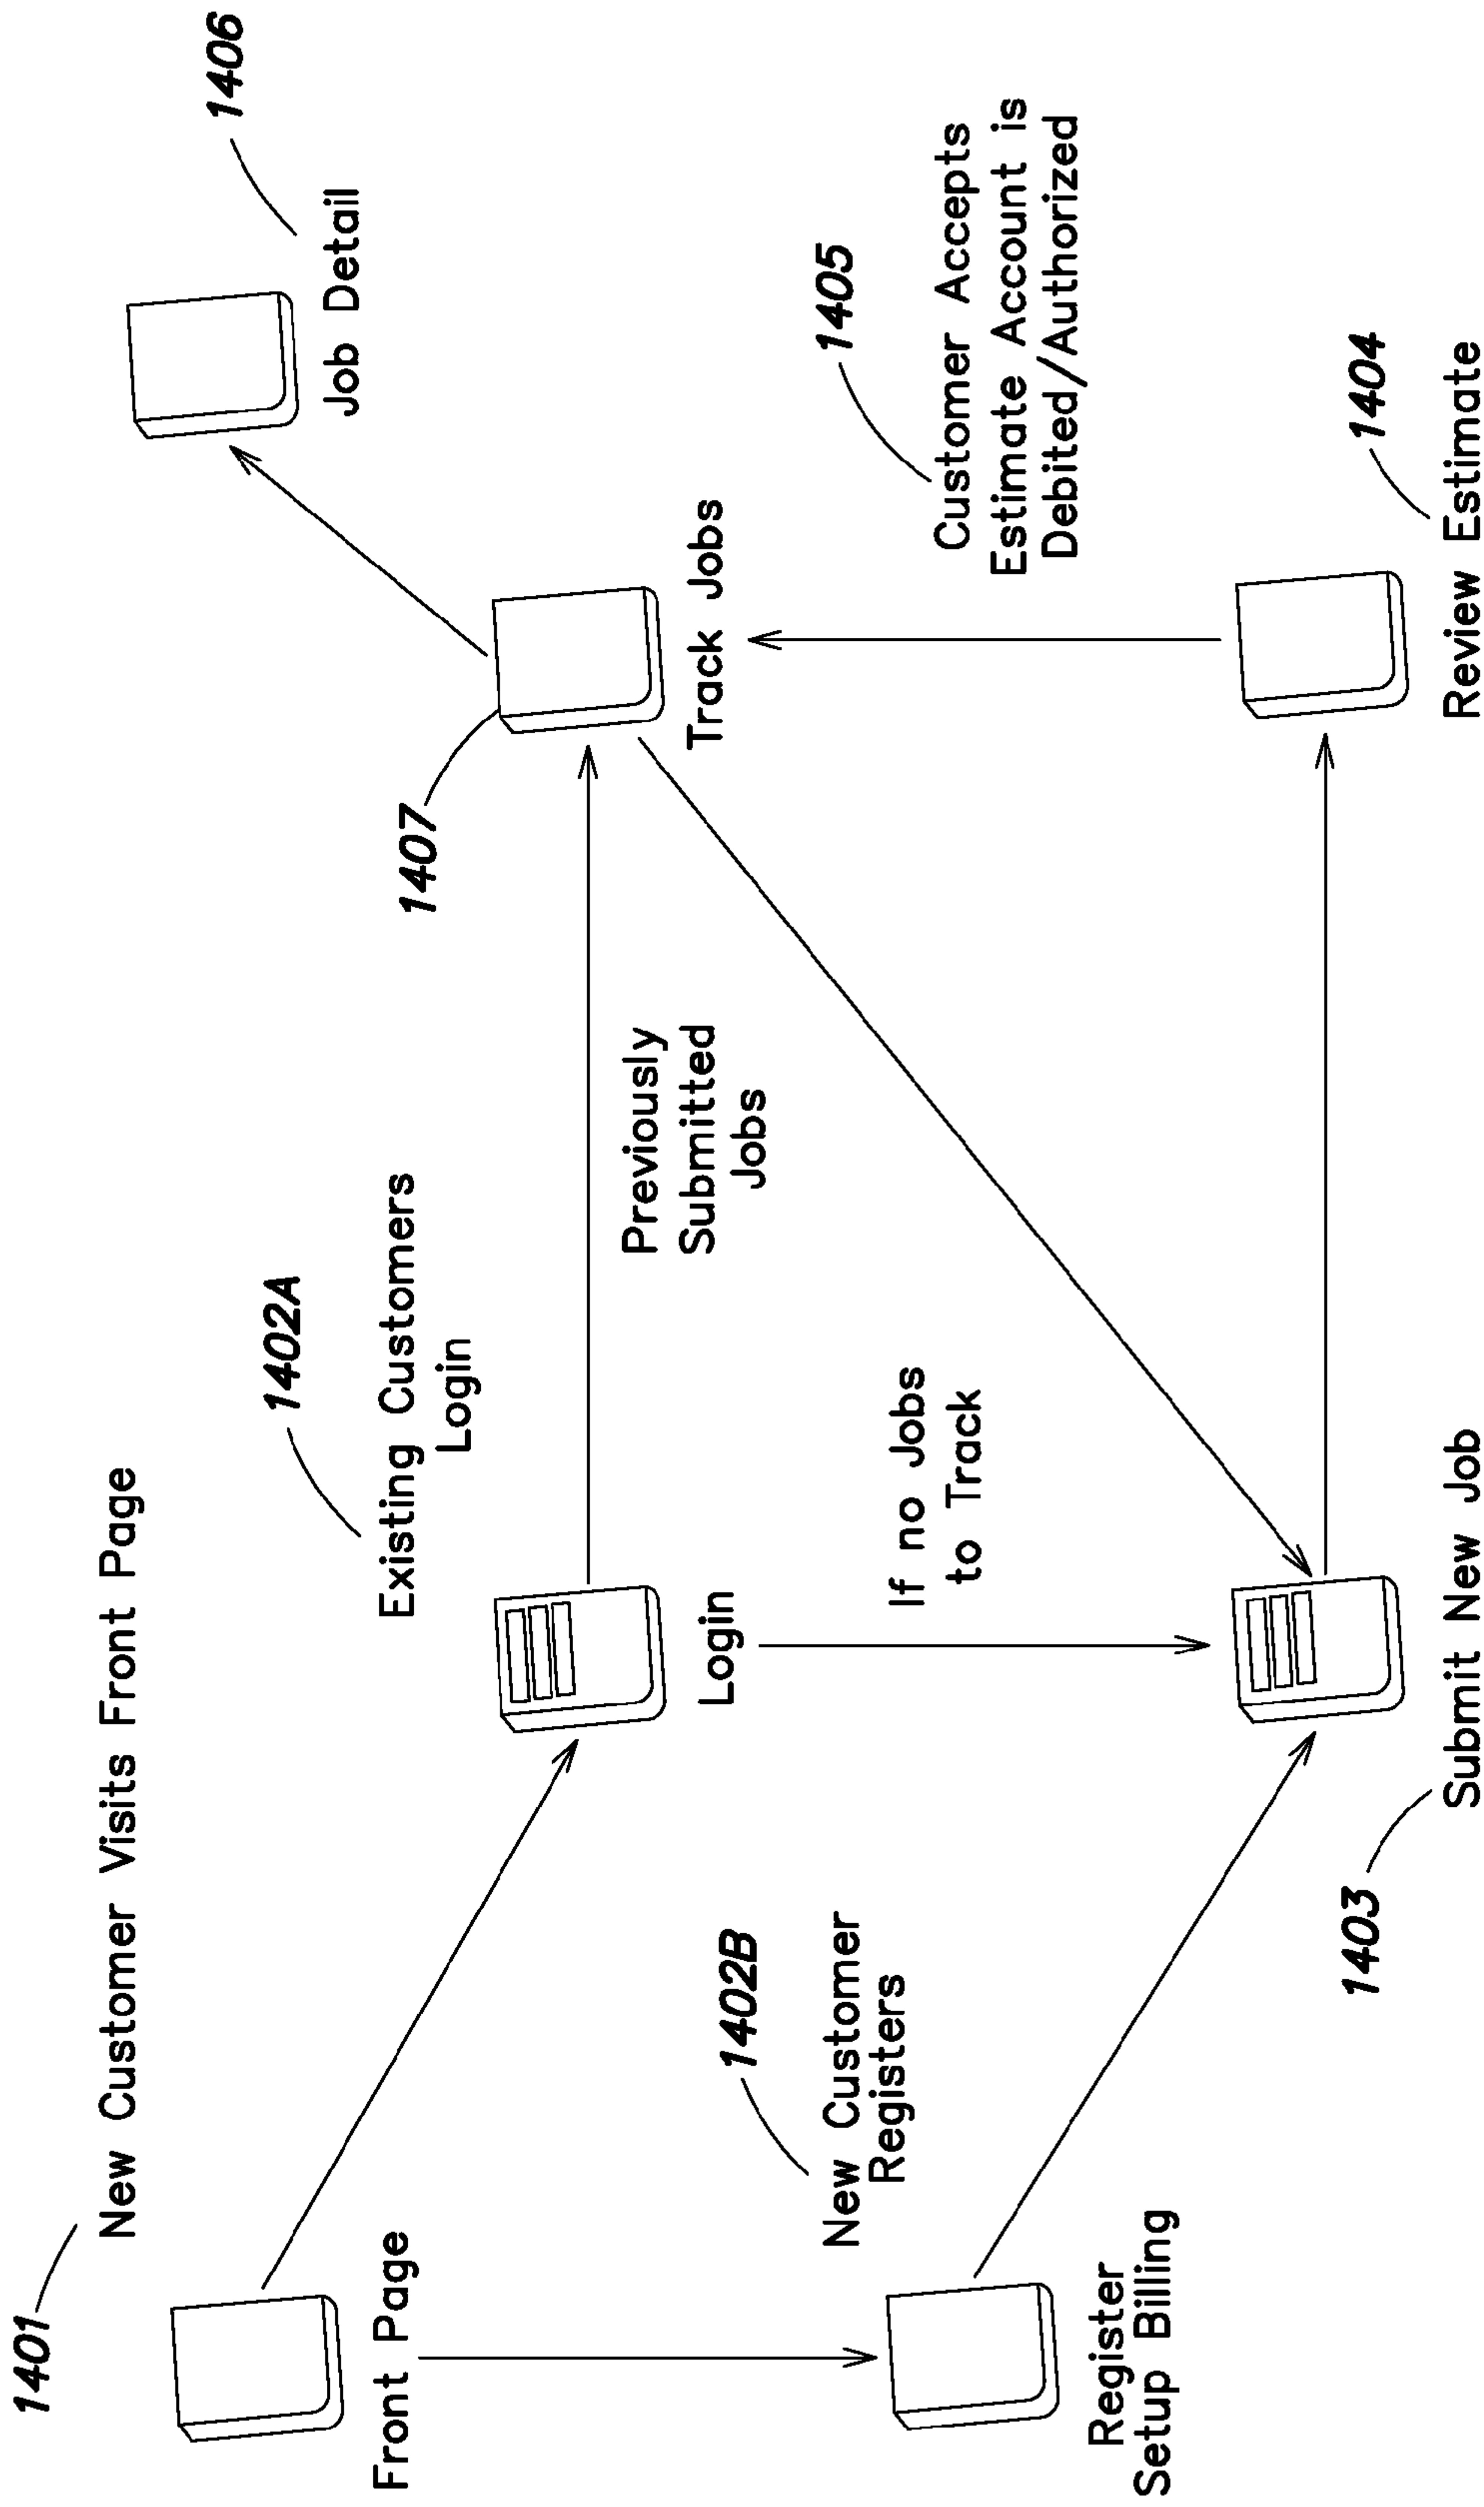 1401
New Customer Visits Front Page
Front Page
1402A
Existing Customers
Login
Login
1407
Track Jobs
1406
Job Detail
Previously
Submitted
Jobs
If no Jobs
to Track
1402B
New Customer
Registers
Register
Setup Billing
1405
Customer Accepts
Estimate Account is
Debited/Authorized
1403
Submit New Job
1404
Review Estimate